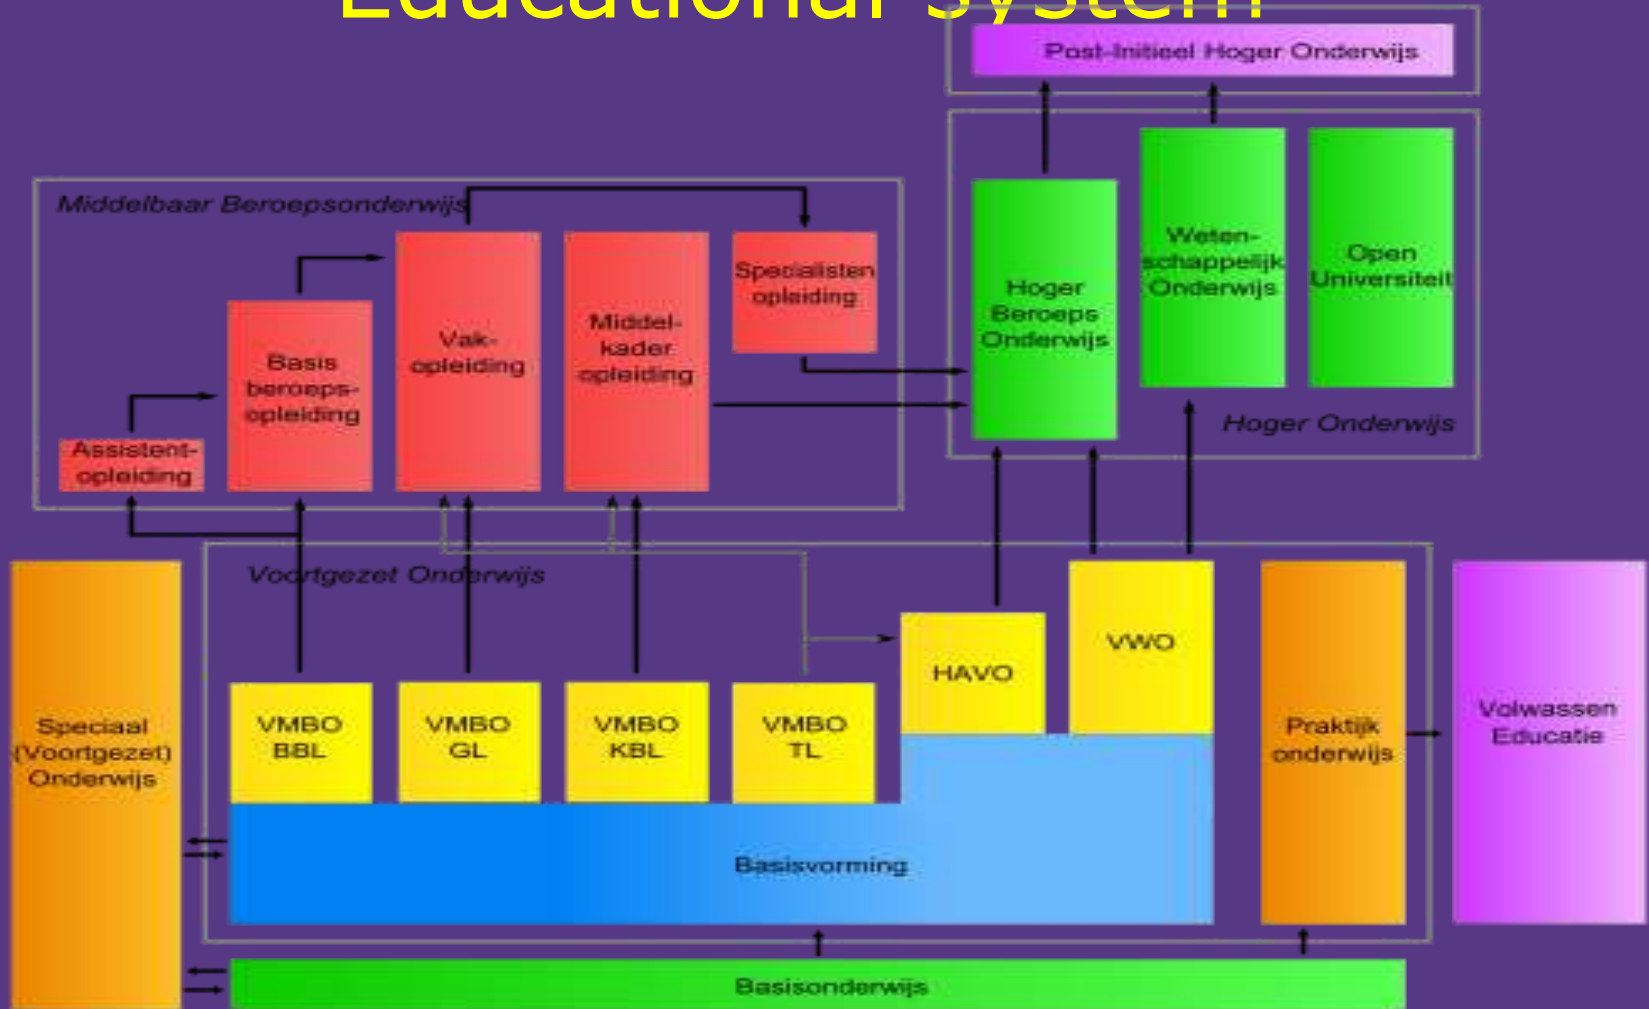 Educational system
Post-Initieel Hoger Onderwijs
Middelbaar Beroepsonderwijs
Assistent-
opleiding
Basis
beroeps-
opleiding
Vak-
opleiding
Middel-
kader
opleiding
Specialisten
opleiding
Hoger
Beroeps
Onderwijs
Weten-
schappelijk
Onderwijs
Open
Universiteit
Hoger Onderwijs
Voortgezet Onderwijs
Speciaal
(Voortgezet)
Onderwijs
VMBO
BBL
VMBO
GL
VMBO
KBL
VMBO
TL
HAVO
VWO
Praktijk
onderwijs
Volwassen
Educatie
Basisvorming
Basisonderwijs